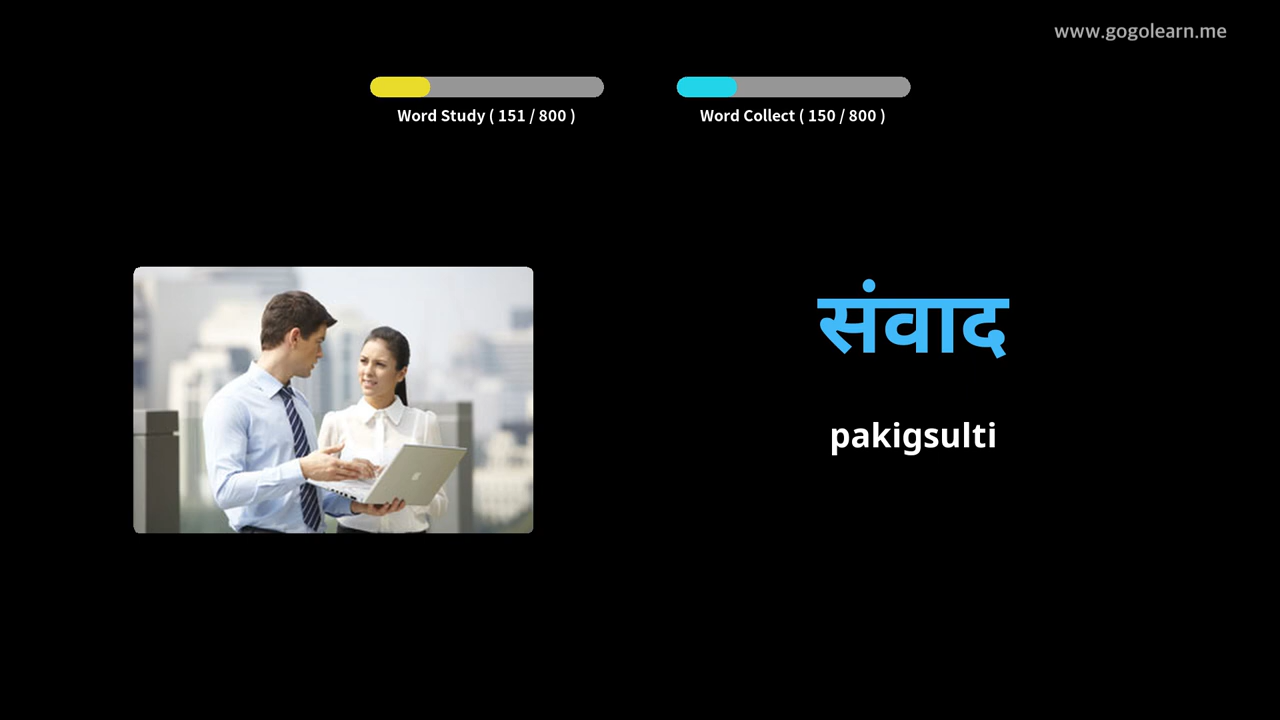 www.gogolearn.me
Word Study ( 151 / 800 )
Word Collect ( 150 / 800 )
संवाद
pakigsulti